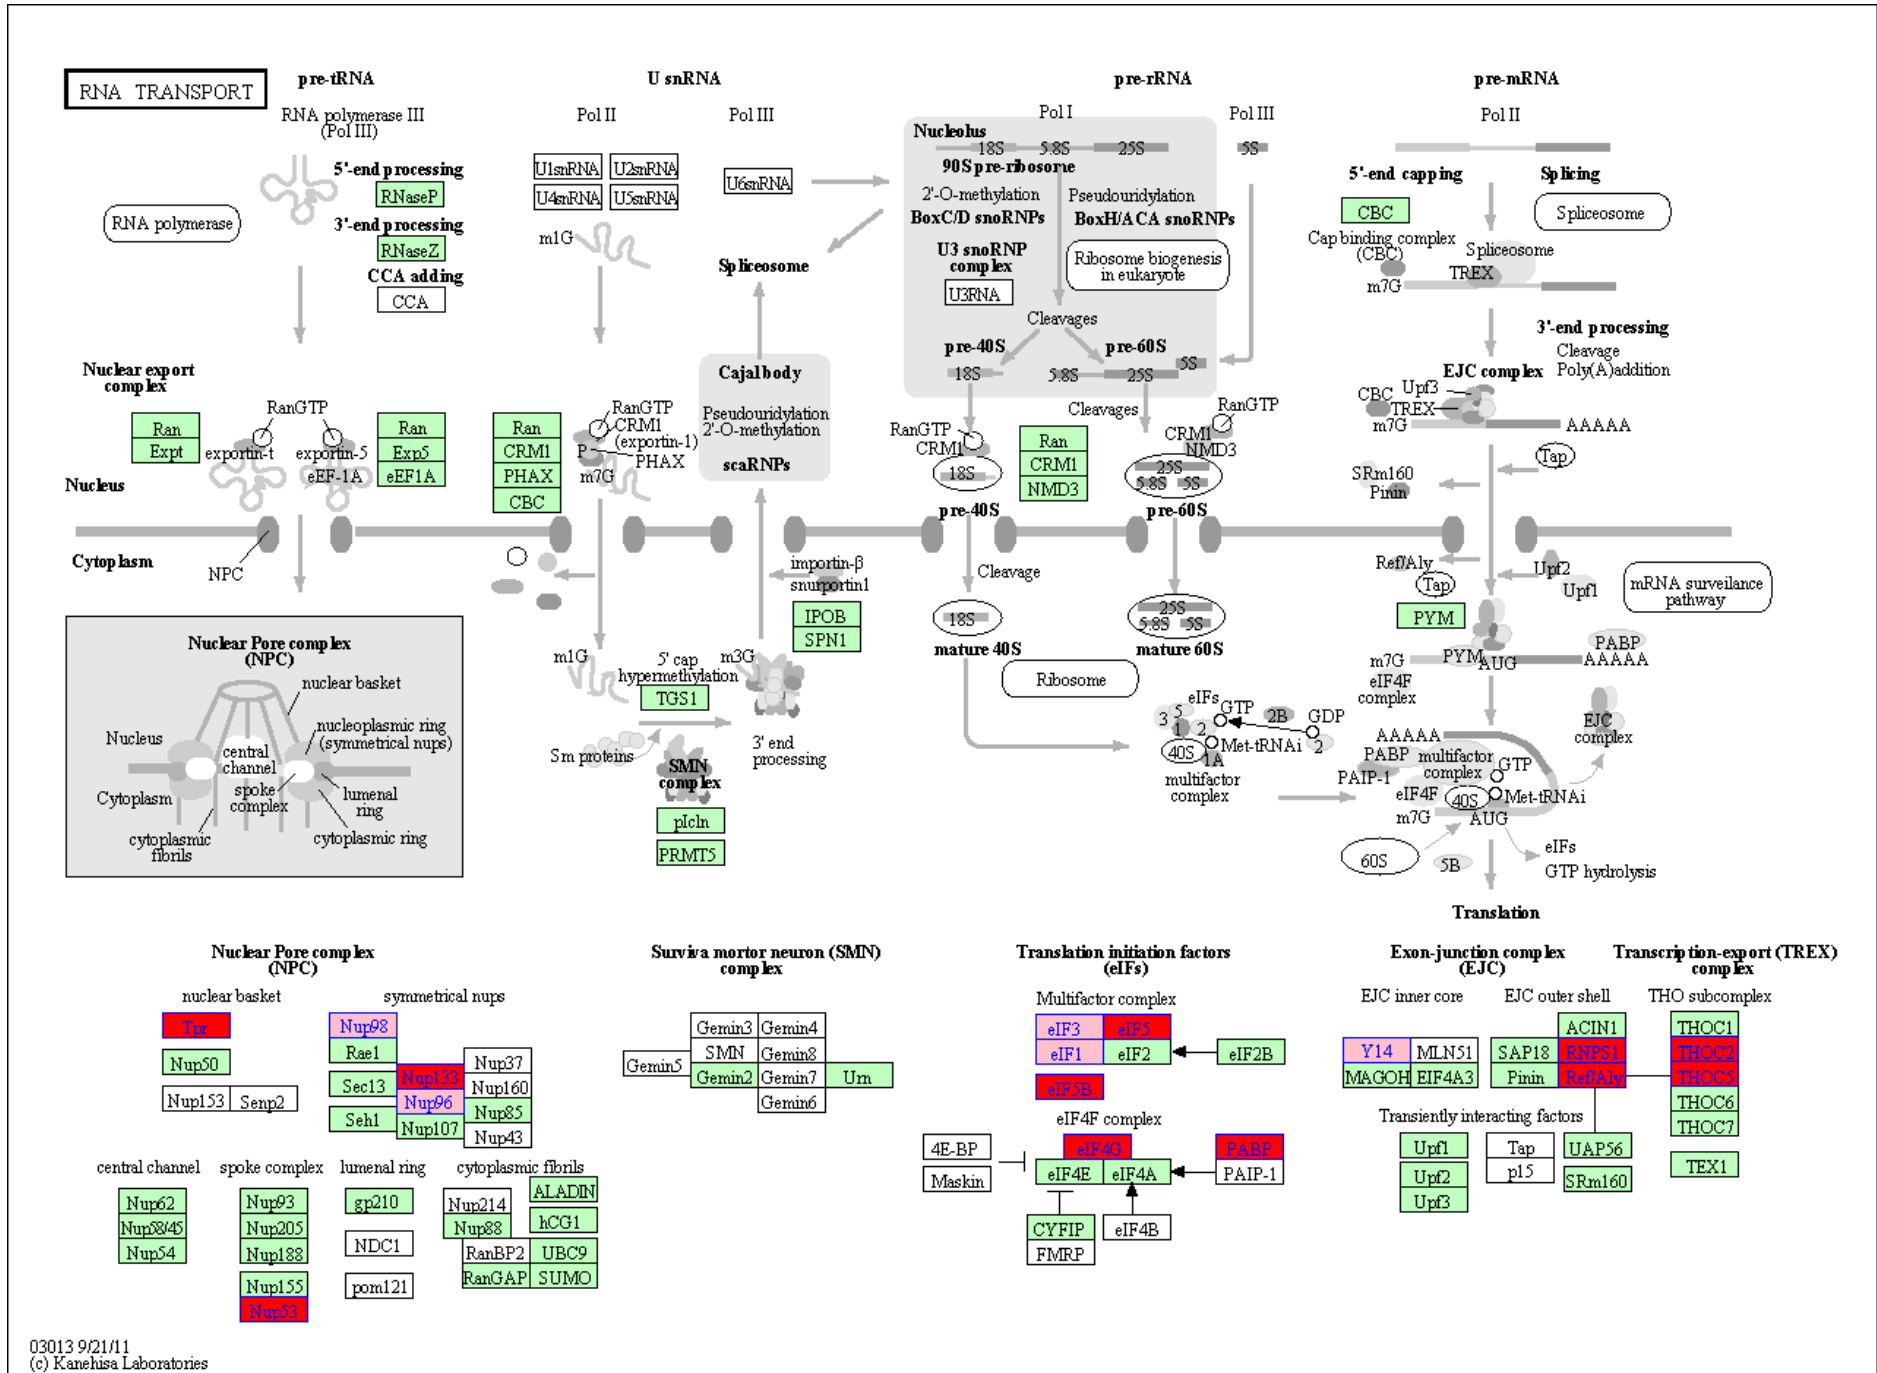 RNA TRANSPORT
pre-tRNA
RNA polymerase III
(Pol III)
5'-end processing
RNaseP
RNA polymerase
3'-end processing
RNaseZ
CCA adding
CCA
Nuclear export
complex
RanGTP
Ran
Expt
exportin-t
exportin-5
eEF-1A
Ran
Exp5
eEF1A
Nucleus
Cytoplasm
NPC
U snRNA
Pol II
Pol III
U1snRNA
U2snRNA
U4snRNA
U5snRNA
U6snRNA
m1G
Spliceosome
Cajal body
Pseudouridylation
2'-O-methylation
scaRNPs
Ran
CRM1
PHAX
CBC
RanGTP
CRM1
(exportin-1)
P
PHAX
m7G
importin-β
snurportin1
IPOB
SPN1
m1G
5' cap
hypermethylation
TGS1
m3G
Sm proteins
SMN
complex
3' end
processing
pIcln
PRMT5
pre-rRNA
Pol I
Pol III
Nucleolus
18S
5.8S
25S
5S
90S pre-ribosome
2'-O-methylation
BoxC/D snoRNPs
Pseudouridylation
BoxH/ACA snoRNPs
U3 snoRNP
complex
U3RNA
Ribosome biogenesis
in eukaryote
Cleavages
pre-40S
pre-60S
18S
5.8S
25S
5S
Cleavages
RanGTP
CRM1
18S
Ran
CRM1
NMD3
RanGTP
CRM1
NMD3
25S
5.8S
5S
pre-40S
pre-60S
Cleavage
18S
25S
5.8S
5S
mature 40S
mature 60S
Ribosome
eIFs
3
5
1
2
GTP
2B
GDP
2
40S
Met-tRNAi
1A
multifactor
complex
pre-mRNA
Pol II
5'-end capping
Splicing
CBC
Spliceosome
Cap binding complex
(CBC)
Spliceosome
TREX
m7G
3'-end processing
Cleavage
Poly(A)addition
EJC complex
Upf3
CBC
TREX
m7G
AAAAA
Tap
SRm160
Pinin
Ref/Aly
Tap
Upf2
Upf1
mRNA surveilance
pathway
PYM
PABP
m7G
PYM
AUG
AAAAA
eIF4F
complex
EJC
complex
AAAAA
PABP
multifactor
complex
PAIP-1
GTP
eIF4F
40S
Met-tRNAi
m7G
AUG
60S
5B
eIFs
GTP hydrolysis
Translation
Nuclear Pore complex
(NPC)
nuclear basket
nucleoplasmic ring
(symmetrical nups)
Nucleus
central
channel
Cytoplasm
spoke
complex
lumenal
ring
cytoplasmic
fibrils
cytoplasmic ring
Nuclear Pore complex
(NPC)
nuclear basket
symmetrical nups
Tpr
Nup50
Nup153
Senp2
Nup98
Rae1
Sec13
Seh1
Nup133
Nup96
Nup107
Nup37
Nup160
Nup85
Nup43
central channel
spoke complex
lumenal ring
cytoplasmic fibrils
Nup62
Nup58/45
Nup54
Nup93
Nup205
Nup188
Nup155
Nup53
gp210
NDC1
pom121
Nup214
Nup88
RanBP2
RanGAP
ALADIN
hCG1
UBC9
SUMO
Surviva mortor neuron (SMN)
complex
Gemin3
Gemin4
SMN
Gemin8
Gemin5
Gemin2
Gemin7
Urn
Gemin6
Translation initiation factors
(eIFs)
Multifactor complex
eIF3
eIF5
eIF1
eIF2
eIF2B
eIF5B
eIF4F complex
4E-BP
Maskin
eIF4G
eIF4E
eIF4A
PABP
PAIP-1
CYFIP
FMRP
eIF4B
Exon-junction complex
(EJC)
EJC inner core
EJC outer shell
Y14
MLN51
MAGOH
EIF4A3
ACIN1
SAP18
RNPS1
Pinin
Ref/Aly
Transiently interacting factors
Upf1
Upf2
Upf3
Tap
p15
UAP56
SRm160
Transcription-export (TREX)
complex
THO subcomplex
THOC1
THOC2
THOC5
THOC6
THOC7
TEX1
03013 9/21/11
(c) Kanehisa Laboratories